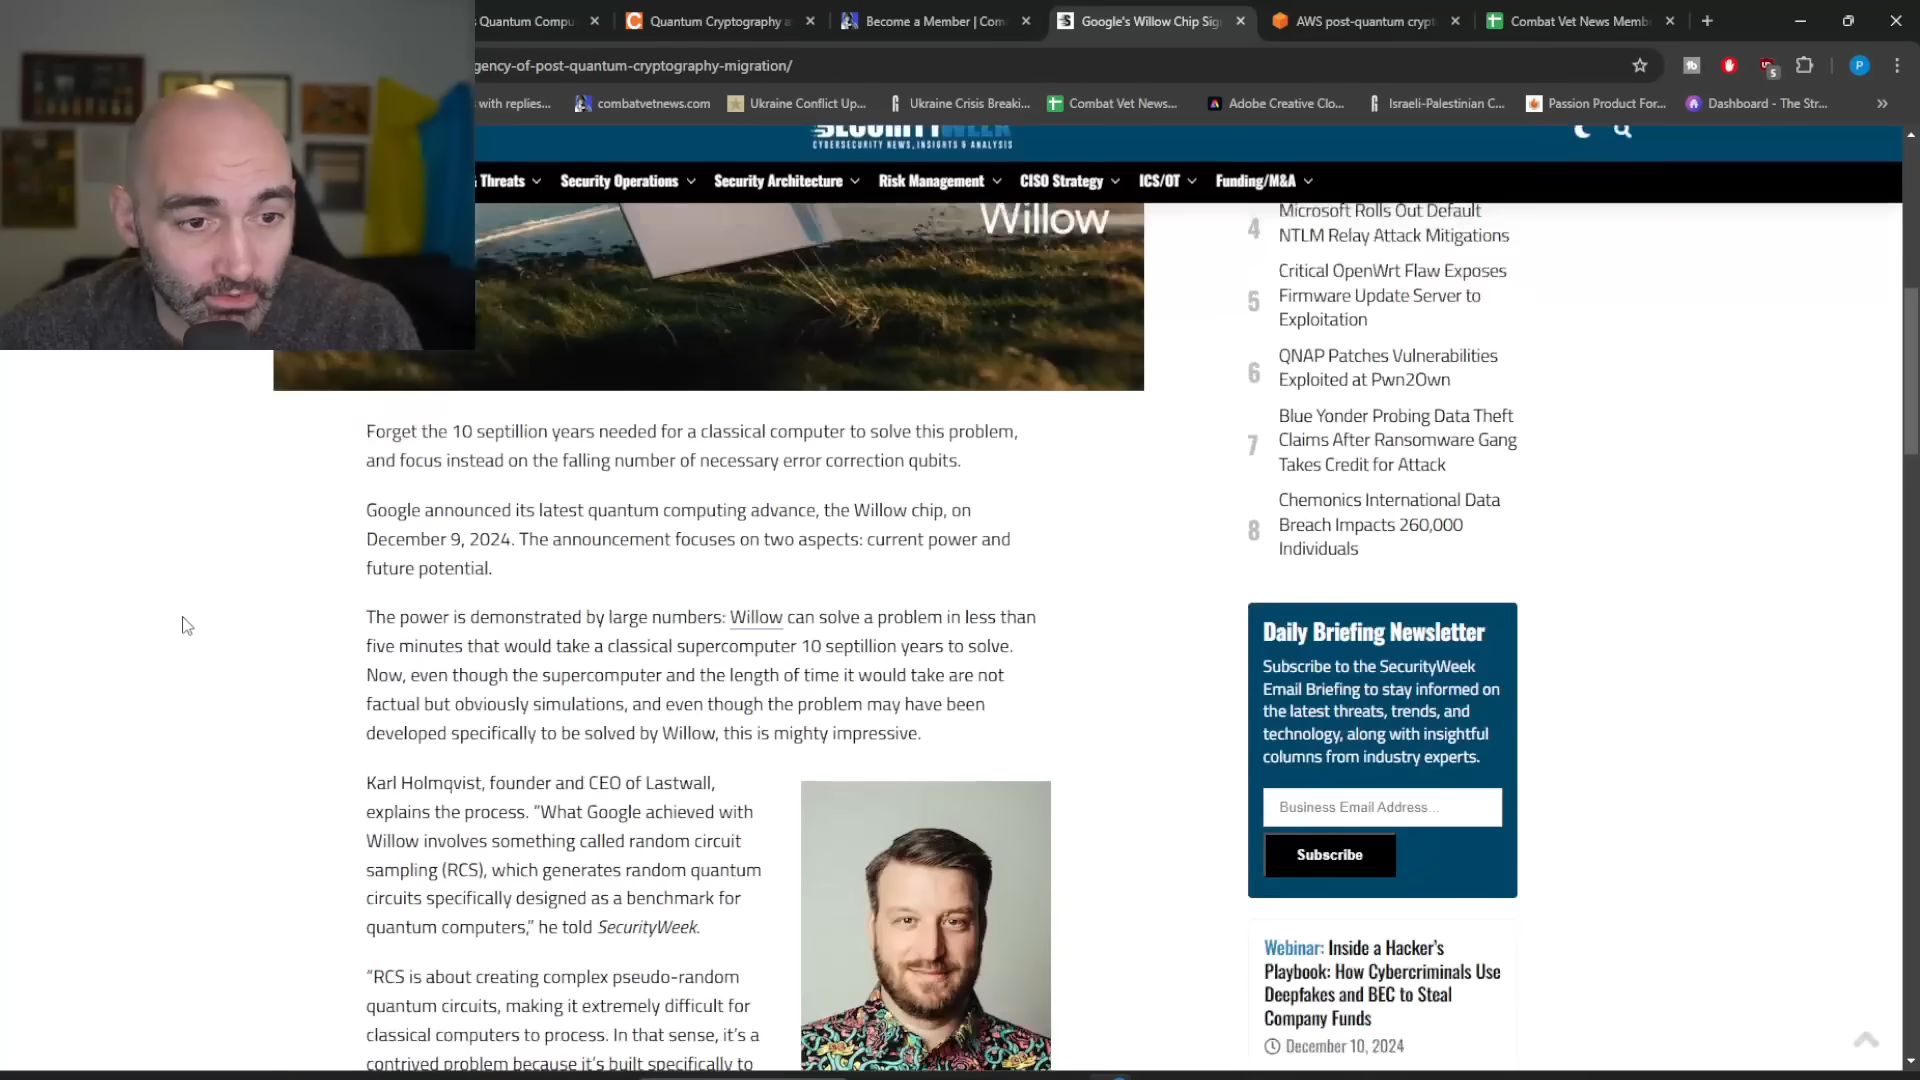 s Quantum Compu
Quantum Cryptography a
Become a Member | Com
Google's Willow Chip Sig
AWS post-quantum crypt
Combat Vet News Memb
gency-of-post-quantum-cryptography-migration/
P
with replies...
combatvetnews.com
Ukraine Conflict Up...
Ukraine Crisis Breaki...
Combat Vet News...
Adobe Creative Clo...
Israeli-Palestinian C...
Passion Product For...
Dashboard - The Str...
SECURITYWEEK
CYBERSECURITY NEWS, INSIGHTS & ANALYSIS
Threats
Security Operations
Security Architecture
Risk Management
CISO Strategy
ICS/OT
Funding/M&A
Willow
Forget the 10 septillion years needed for a classical computer to solve this problem,
and focus instead on the falling number of necessary error correction qubits.
Google announced its latest quantum computing advance, the Willow chip, on
December 9, 2024. The announcement focuses on two aspects: current power and
future potential.
The power is demonstrated by large numbers: Willow can solve a problem in less than
five minutes that would take a classical supercomputer 10 septillion years to solve.
Now, even though the supercomputer and the length of time it would take are not
factual but obviously simulations, and even though the problem may have been
developed specifically to be solved by Willow, this is mighty impressive.
Karl Holmqvist, founder and CEO of Lastwall,
explains the process. “What Google achieved with
Willow involves something called random circuit
sampling (RCS), which generates random quantum
circuits specifically designed as a benchmark for
quantum computers,” he told SecurityWeek.
“RCS is about creating complex pseudo-random
quantum circuits, making it extremely difficult for
classical computers to process. In that sense, it’s a
contrived problem because it’s built specifically to
4
Microsoft Rolls Out Default
NTLM Relay Attack Mitigations
5
Critical OpenWrt Flaw Exposes
Firmware Update Server to
Exploitation
6
QNAP Patches Vulnerabilities
Exploited at Pwn2Own
7
Blue Yonder Probing Data Theft
Claims After Ransomware Gang
Takes Credit for Attack
8
Chemonics International Data
Breach Impacts 260,000
Individuals
Daily Briefing Newsletter
Subscribe to the SecurityWeek
Email Briefing to stay informed on
the latest threats, trends, and
technology, along with insightful
columns from industry experts.
Business Email Address...
Subscribe
Webinar: Inside a Hacker’s
Playbook: How Cybercriminals Use
Deepfakes and BEC to Steal
Company Funds
December 10, 2024